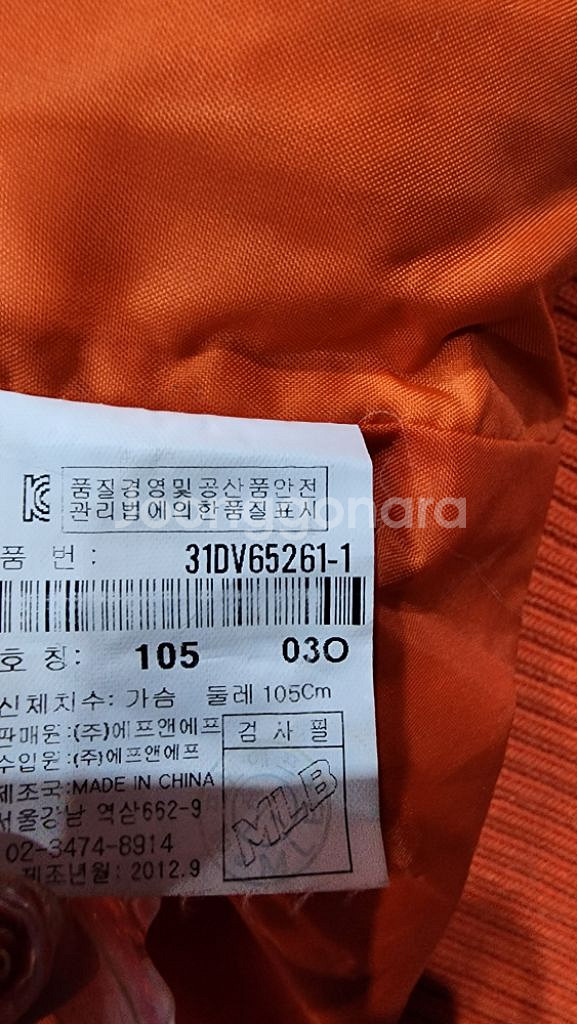 품질경영및 공산품안전
관리법에의한품질표시
품 번 : 31DV65261-1
호 칭: 105 03O
신체치수: 가슴 둘레 105Cm
판매원:(주)에프앤에프
수입원:(주)에프앤에프
제조국:MADE IN CHINA
서울강남 역삼662-9
02-3474-8914
제조년월: 2012.9
검 사 필
MLB